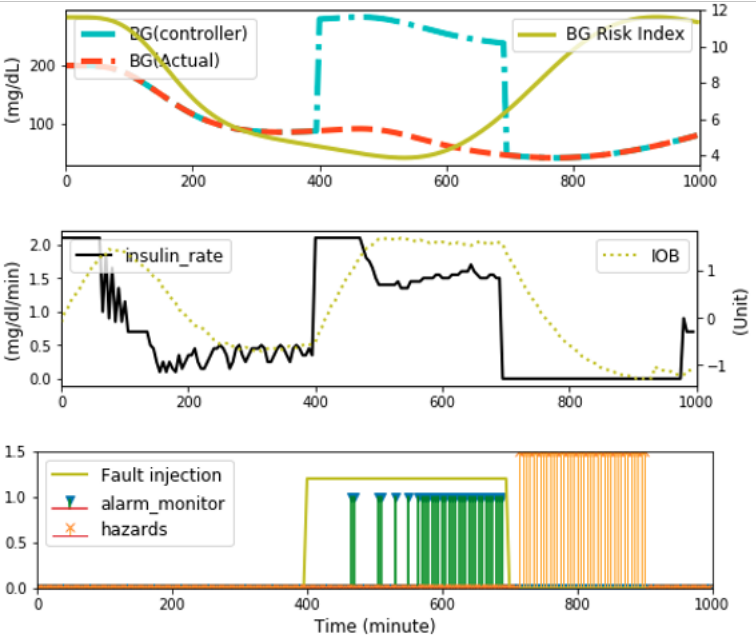 BG(controller)
BG(Actual)
BG Risk Index
(mg/dL)
200
100
12
10
8
6
4
0 200 400 600 800 1000
insulin_rate
IOB
(mg/dl/min)
2.0
1.5
1.0
0.5
0.0
1
0
−1
(Unit)
0 200 400 600 800 1000
Fault injection
alarm_monitor
hazards
1.5
1.0
0.5
0.0
0 200 400 600 800 1000
Time (minute)